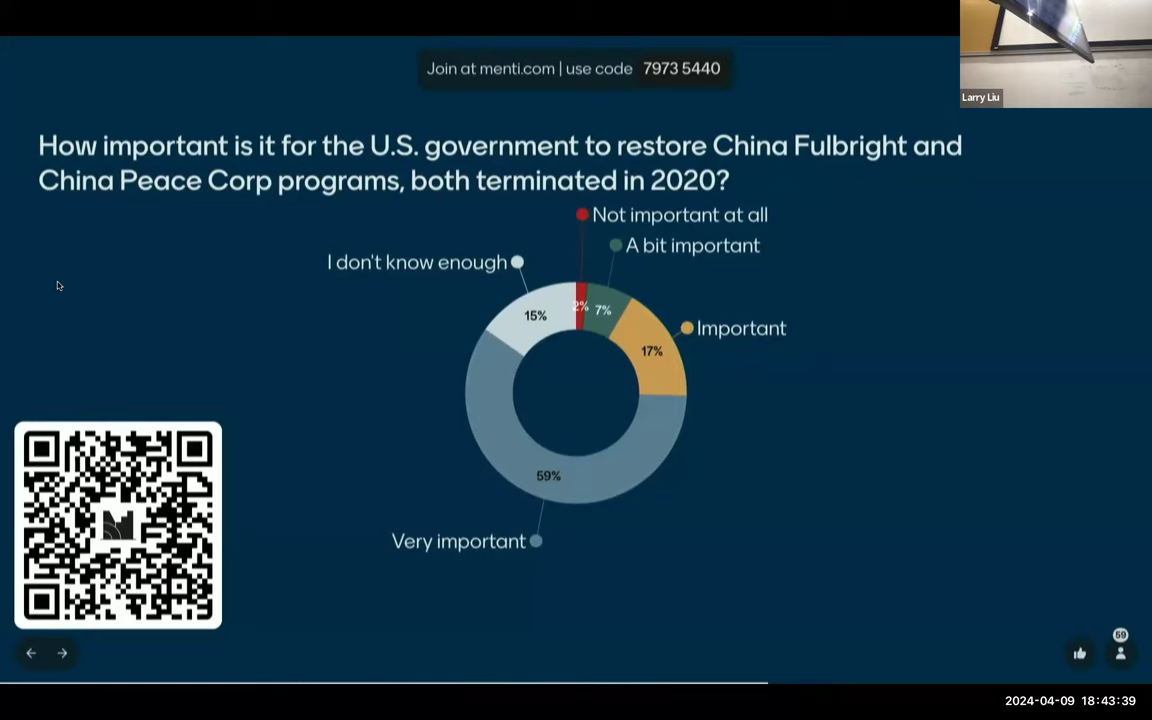 Join at menti.com | use code 7973 5440
Larry Liu
How important is it for the U.S. government to restore China Fulbright and
China Peace Corp programs, both terminated in 2020?
Not important at all
A bit important
I don't know enough
2%
7%
15%
Important
17%
59%
Very important
59
2024-04-09 18:43:39